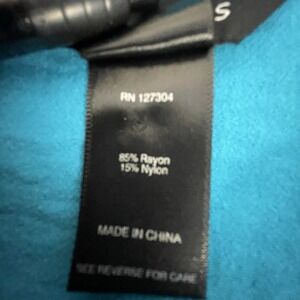 S
RN 127304
85% Rayon
15% Nylon
MADE IN CHINA
SEE REVERSE FOR CARE